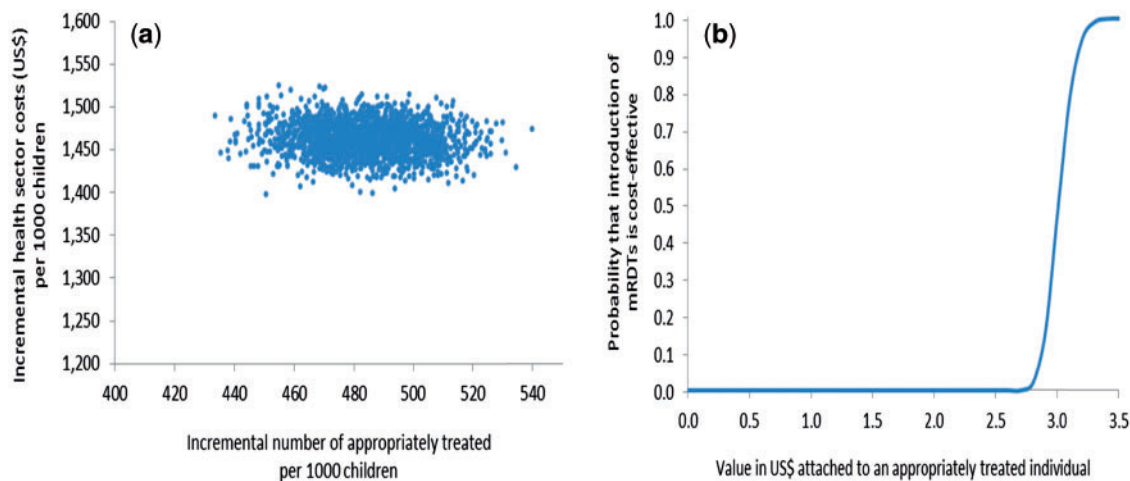 (a)
Incremental health sector costs (US$)
per 1000 children
1,600
1,550
1,500
1,450
1,400
1,350
1,300
1,250
1,200
400 420 440 460 480 500 520 540
Incremental number of appropriately treated
per 1000 children
(b)
Probability that introduction of
mRDTs is cost-effective
1.0
0.9
0.8
0.7
0.6
0.5
0.4
0.3
0.2
0.1
0.0
0.0 0.5 1.0 1.5 2.0 2.5 3.0 3.5
Value in US$ attached to an appropriately treated individual